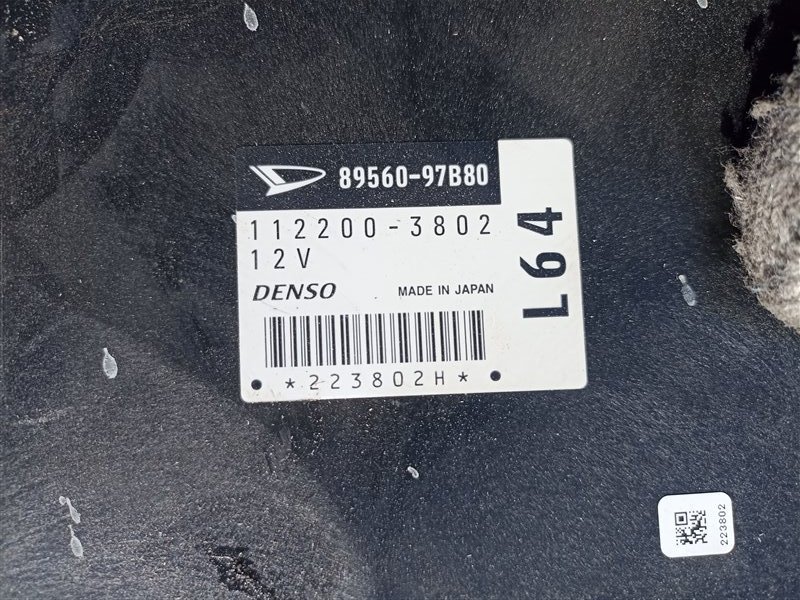 89560-97B80
112200-3802
12V
DENSO MADE IN JAPAN
L64
*223802H*
223802